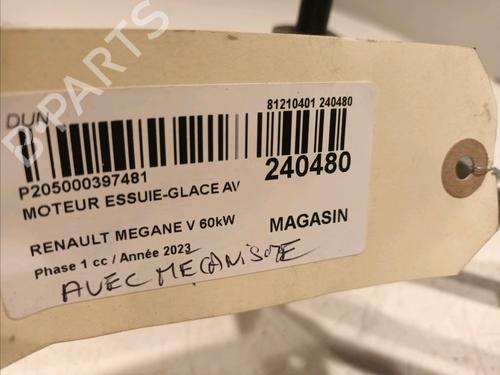 B-PARTS
DUN
81210401 240480
P205000397481
240480
MOTEUR ESSUIE-GLACE AV
RENAULT MEGANE V 60kW
MAGASIN
Phase 1 cc / Année 2023
AVEC MECANISME